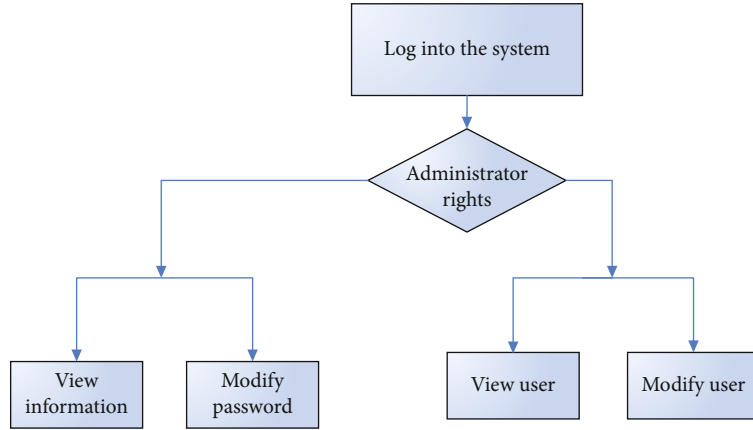 Log into the system
Administrator
rights
View
information
Modify
password
View user
Modify user